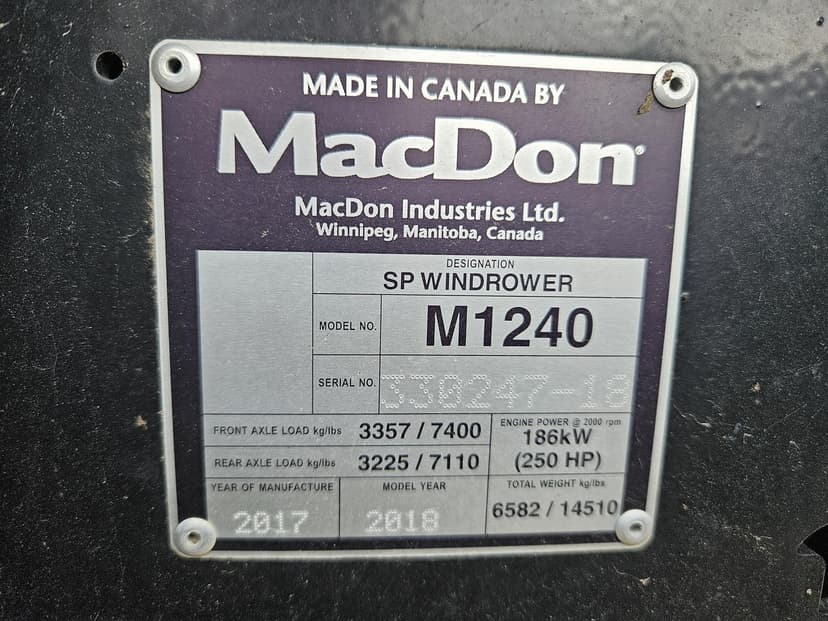 MADE IN CANADA BY
MacDon
MacDon Industries Ltd.
Winnipeg, Manitoba, Canada
DESIGNATION
SP WINDROWER
MODEL NO. M1240
SERIAL NO. 330247-18
FRONT AXLE LOAD kg/lbs 3357 / 7400
REAR AXLE LOAD kg/lbs 3225 / 7110
ENGINE POWER @ 2000 rpm
186kW
(250 HP)
YEAR OF MANUFACTURE
2017
MODEL YEAR
2018
TOTAL WEIGHT kg/lbs
6582 / 14510